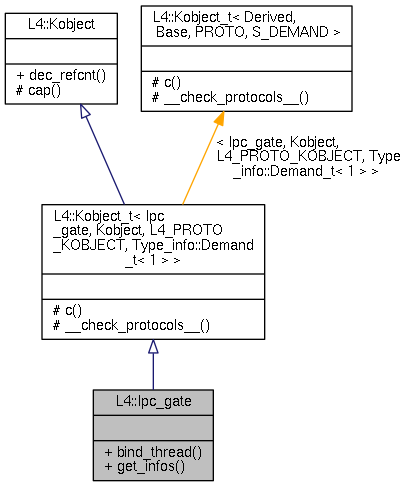 L4::Kobject
+ dec_refcnt()
# cap()
L4::Kobject_t< Derived,
Base, PROTO, S_DEMAND >
# c()
# __check_protocols__()
< Ipc_gate, Kobject,
L4_PROTO_KOBJECT, Type
_info::Demand_t< 1 > >
L4::Kobject_t< Ipc
_gate, Kobject, L4_PROTO
_KOBJECT, Type_info::Demand
_t< 1 > >
# c()
# __check_protocols__()
L4::Ipc_gate
+ bind_thread()
+ get_infos()